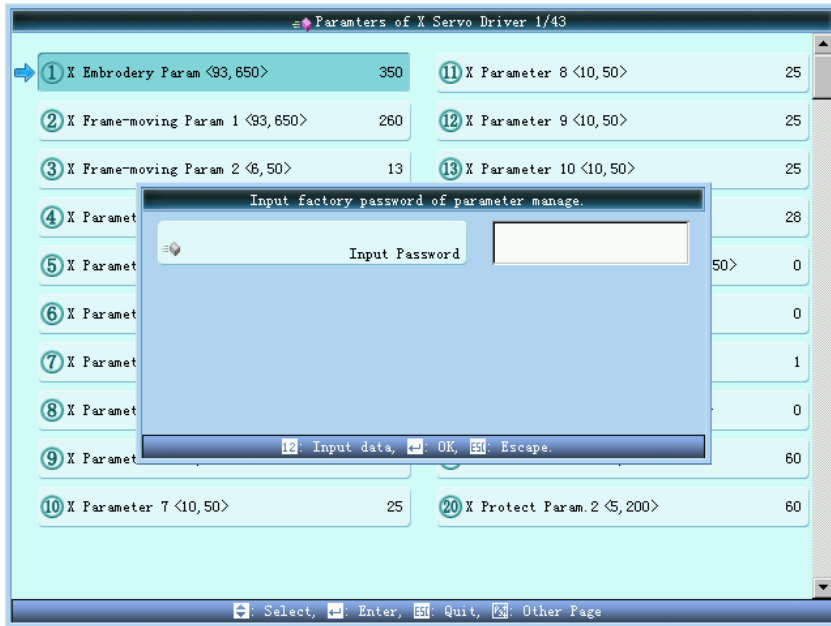 Paramters of X Servo Driver 1/43
1 X Embrodery Param <93,650> 350
11 X Parameter 8 <10,50> 25
2 X Frame-moving Param 1 <93,650> 260
12 X Parameter 9 <10,50> 25
3 X Frame-moving Param 2 <6,50> 13
13 X Parameter 10 <10,50> 25
4 X Paramet
28
5 X Paramet
50> 0
6 X Paramet
0
7 X Paramet
1
8 X Paramet
0
9 X Paramet
60
10 X Parameter 7 <10,50> 25
20 X Protect Param.2 <5,200> 60
Input factory password of parameter manage.
Input Password
12: Input data, ↵: OK, ESC: Escape.
: Select, ↵: Enter, ESC: Quit, : Other Page